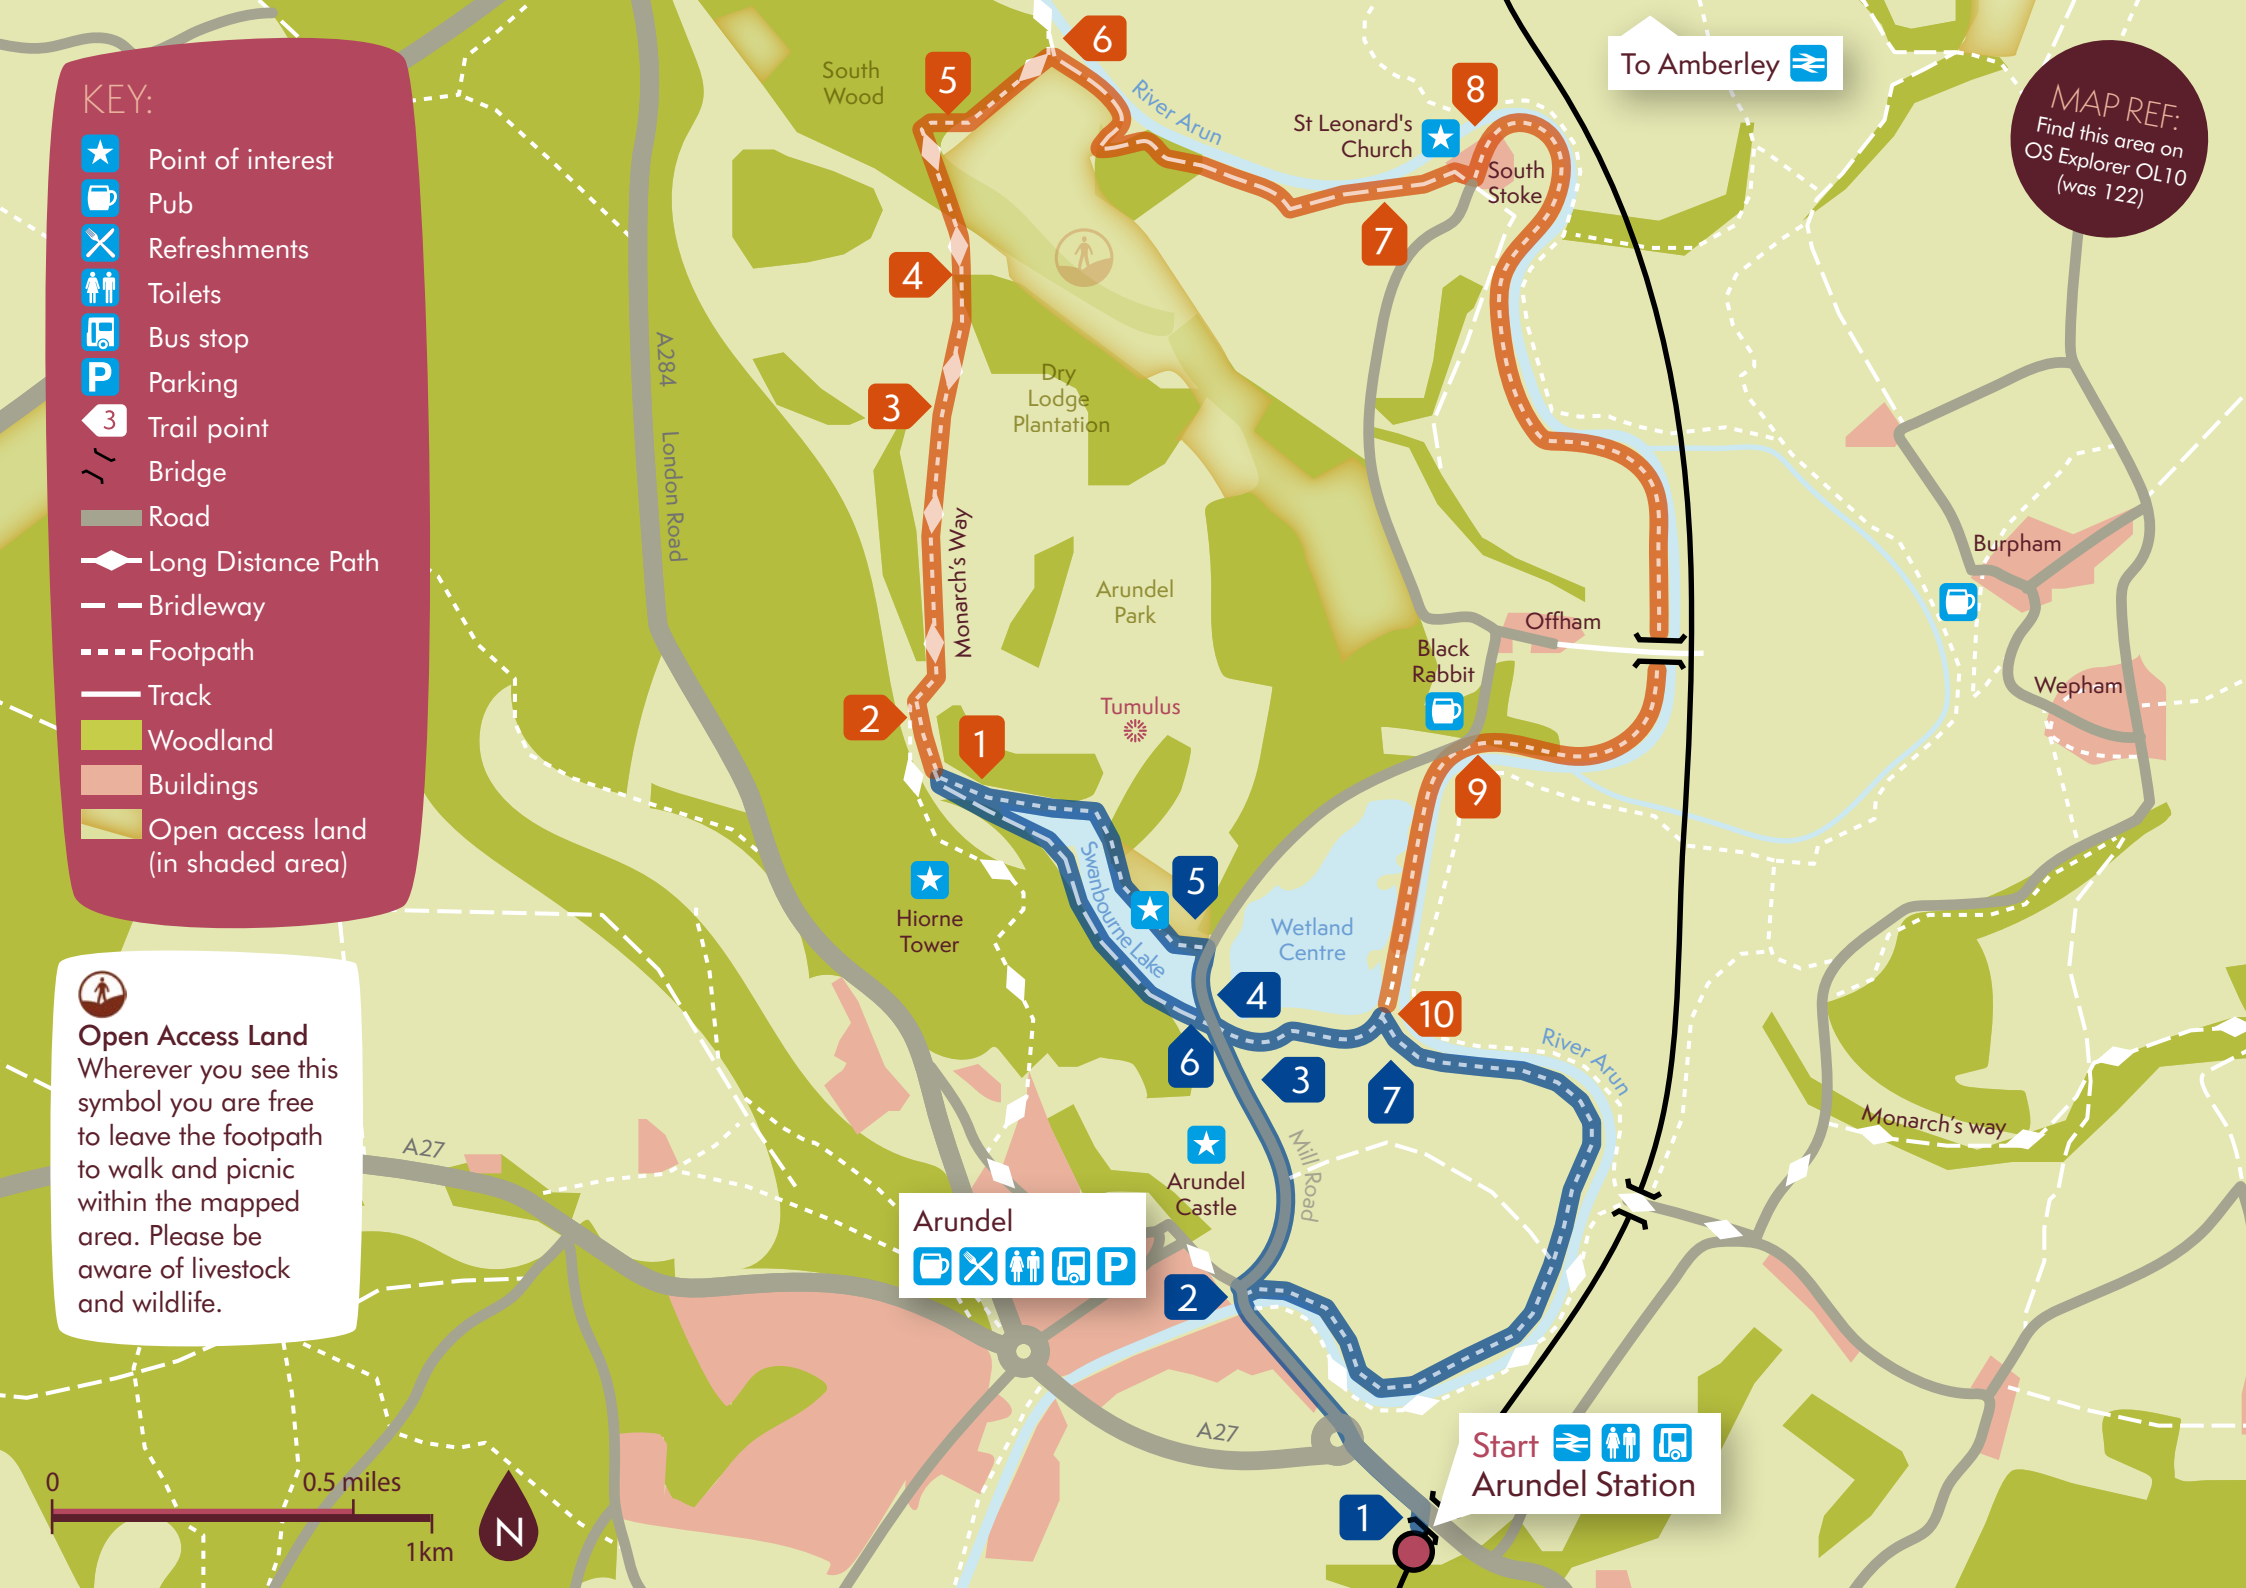 KEY:
Point of interest
Pub
Refreshments
Toilets
Bus stop
P Parking
3 Trail point
Bridge
Road
Long Distance Path
Bridleway
Footpath
Track
Woodland
Buildings
Open access land
(in shaded area)
Open Access Land
Wherever you see this
symbol you are free
to leave the footpath
to walk and picnic
within the mapped
area. Please be
aware of livestock
and wildlife.
0
0.5 miles
1km
N
South
Wood
5
6
River Arun
St Leonard's
Church
8
South
Stoke
7
To Amberley
MAP REF:
Find this area on
OS Explorer OL10
(was 122)
4
3
A284
London Road
Dry
Lodge
Plantation
Monarch's Way
Arundel
Park
Tumulus
2
1
Black
Rabbit
Offham
Burpham
Wepham
9
Swanbourne Lake
5
Hiorne
Tower
Wetland
Centre
4
10
6
3
7
River Arun
Monarch's way
Mill Road
Arundel
Castle
A27
Arundel
P
2
A27
Start
Arundel Station
1